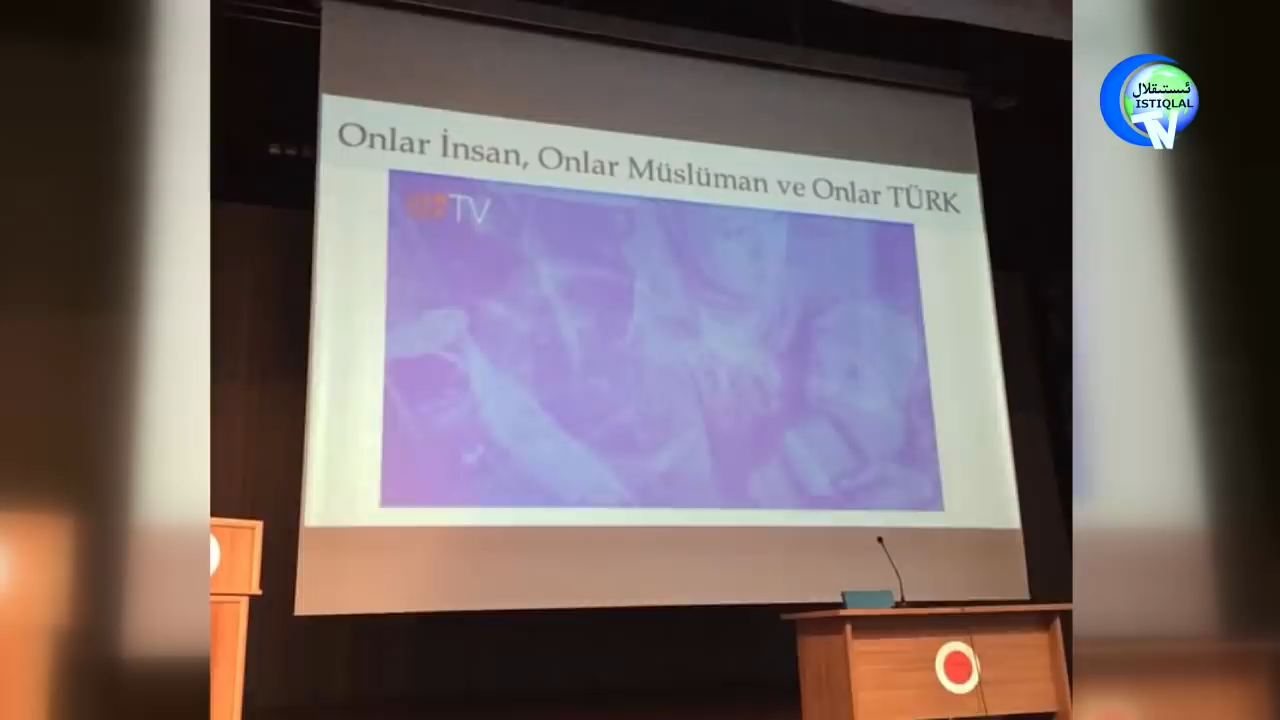 Onlar İnsan, Onlar Müslüman ve Onlar TÜRK
TV
ئىستىقلال
ISTIQLAL
TV